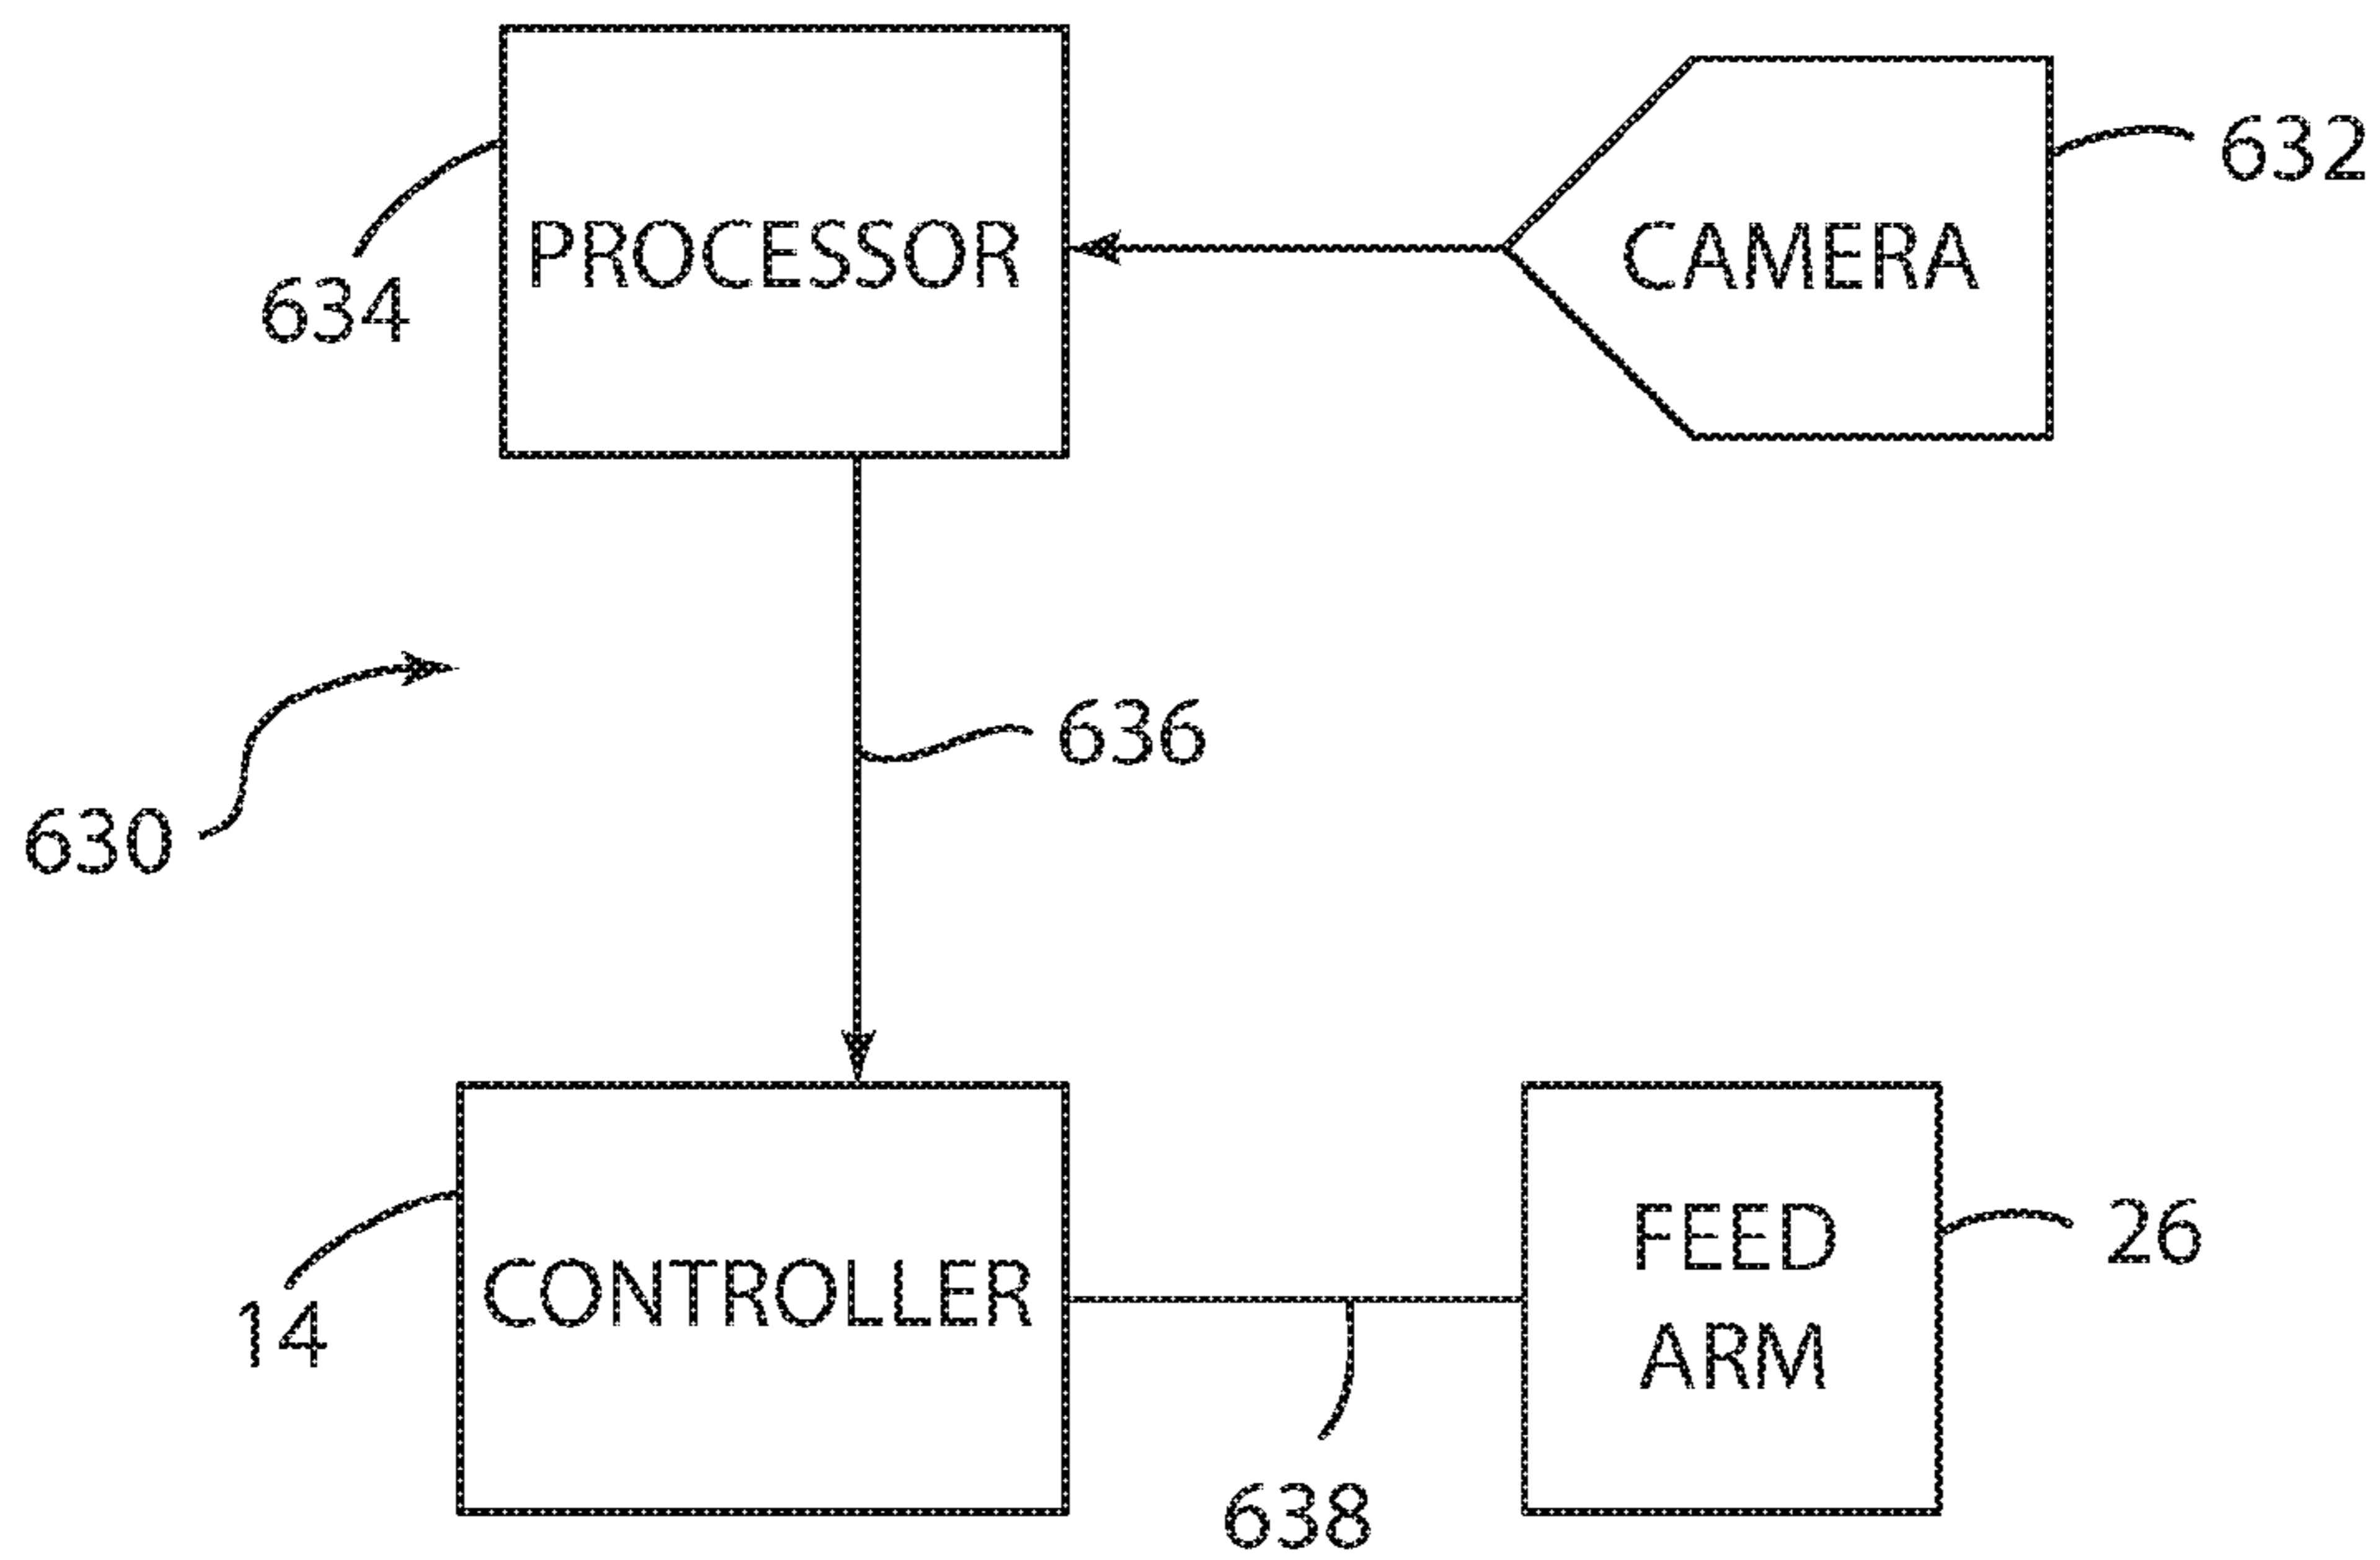 632
PROCESSOR
CAMERA
634
636
630
FEED
ARM
26
CONTROLLER
14
638